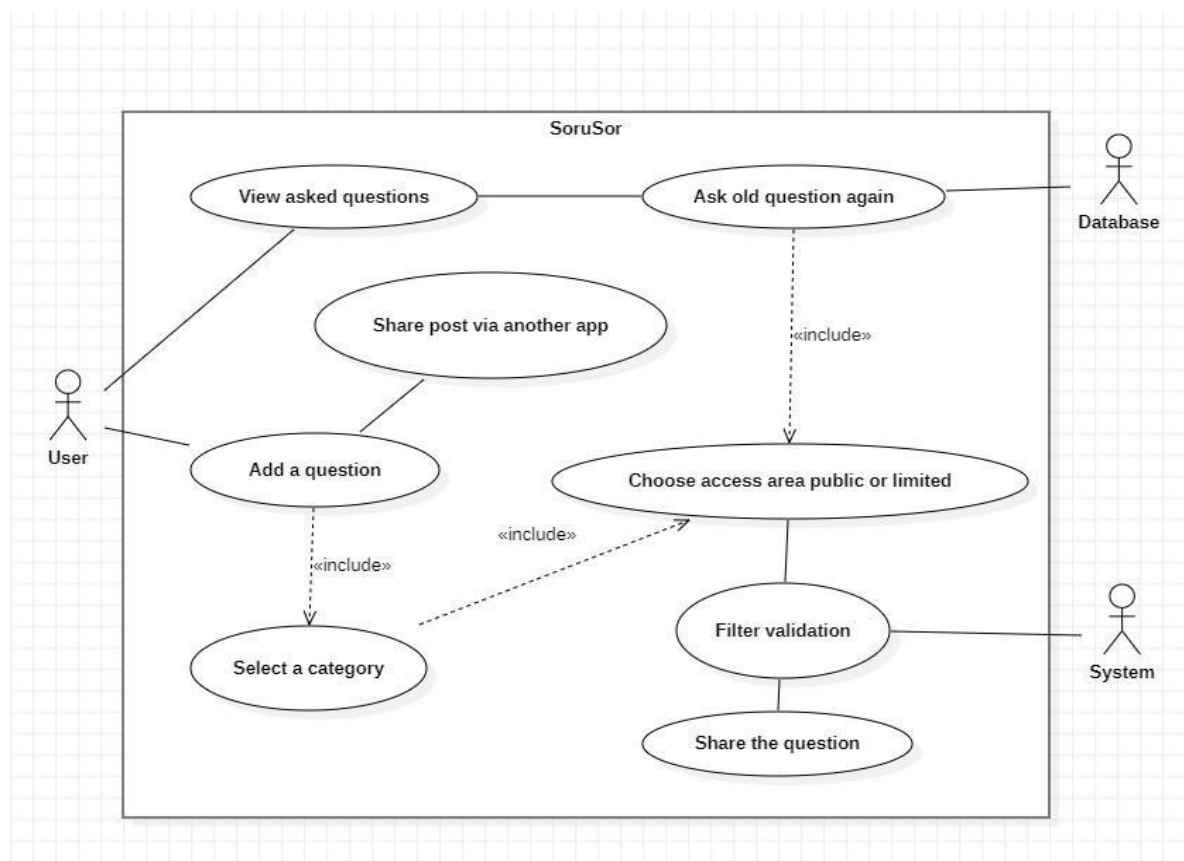 SoruSor
View asked questions
Ask old question again
Database
Share post via another app
«include»
User
Add a question
Choose access area public or limited
«include»
«include»
Filter validation
Select a category
System
Share the question